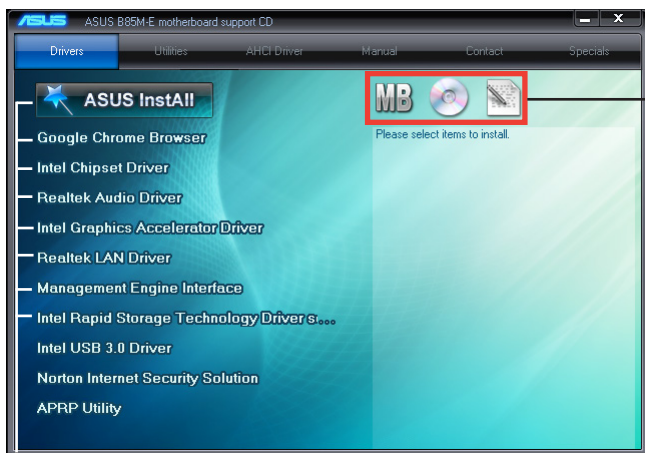 ASUS ASUS B85M-E motherboard support CD
Drivers Utilities AHCI Driver Manual Contact Specials
ASUS InstAll
MB
Please select items to install.
Google Chrome Browser
Intel Chipset Driver
Realtek Audio Driver
Intel Graphics Accelerator Driver
Realtek LAN Driver
Management Engine Interface
Intel Rapid Storage Technology Driver s...
Intel USB 3.0 Driver
Norton Internet Security Solution
APRP Utility